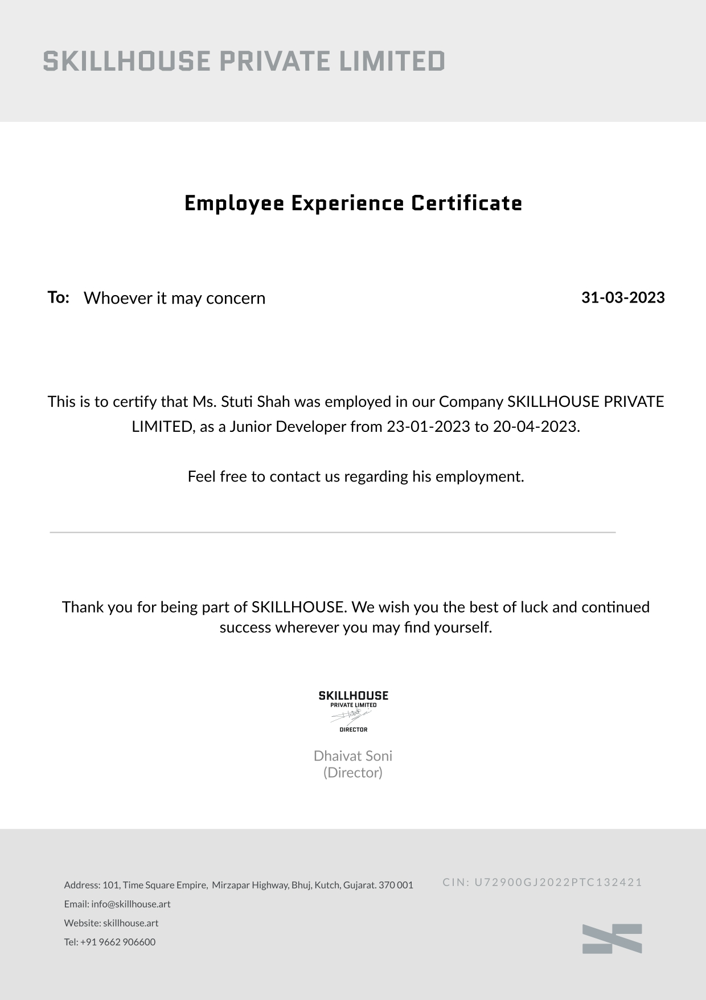 SKILLHOUSE PRIVATE LIMITED
Employee Experience Certificate
To: Whoever it may concern 31-03-2023
This is to certify that Ms. Stuti Shah was employed in our Company SKILLHOUSE PRIVATE
LIMITED, as a Junior Developer from 23-01-2023 to 20-04-2023.
Feel free to contact us regarding his employment.
Thank you for being part of SKILLHOUSE. We wish you the best of luck and continued
success wherever you may find yourself.
SKILLHOUSE
PRIVATE LIMITED
DIRECTOR
Dhaivat Soni
(Director)
Address: 101, Time Square Empire, Mirzapar Highway, Bhuj, Kutch, Gujarat. 370 001
Email: info@skillhouse.art
Website: skillhouse.art
Tel: +91 9662 906600
CIN: U72900GJ2022PTC132421